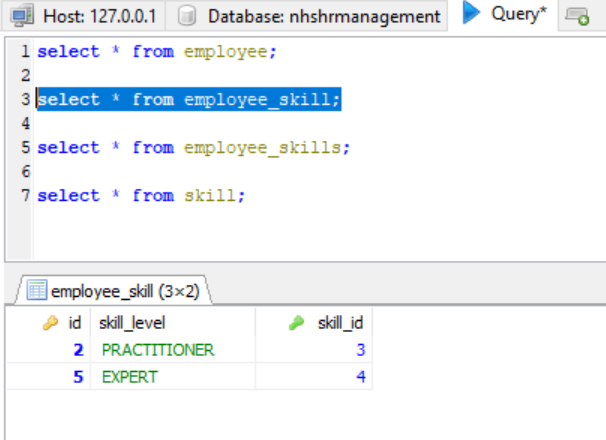 Host: 127.0.0.1 Database: nhshrmanagement Query*
1 select * from employee;
2
3 select * from employee_skill;
4
5 select * from employee_skills;
6
7 select * from skill;
employee_skill (3×2)
id skill_level skill_id
2 PRACTITIONER 3
5 EXPERT 4